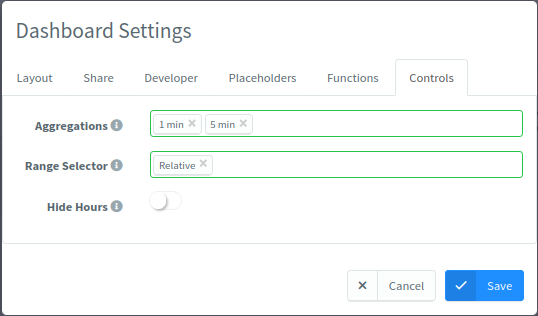 Dashboard Settings
Layout Share Developer Placeholders Functions Controls
Aggregations 1 min 5 min
Range Selector Relative
Hide Hours
Cancel Save